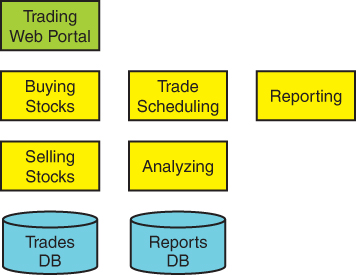 Trading
Web Portal
Buying
Stocks
Trade
Scheduling
Reporting
Selling
Stocks
Analyzing
Trades
DB
Reports
DB